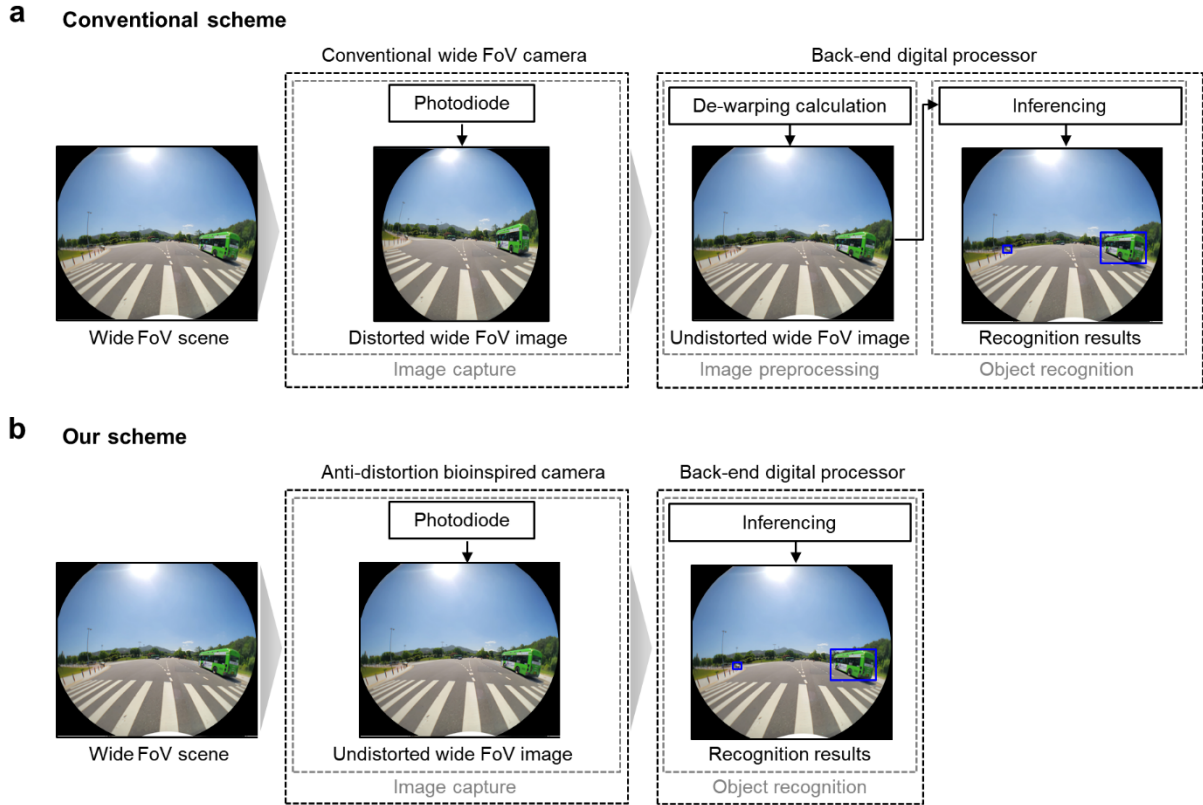 a Conventional scheme
Conventional wide FoV camera
Back-end digital processor
Photodiode
De-warping calculation
Inferencing
Wide FoV scene
Distorted wide FoV image
Undistorted wide FoV image
Recognition results
Image capture
Image preprocessing
Object recognition
b Our scheme
Anti-distortion bioinspired camera
Back-end digital processor
Photodiode
Inferencing
Wide FoV scene
Undistorted wide FoV image
Recognition results
Image capture
Object recognition